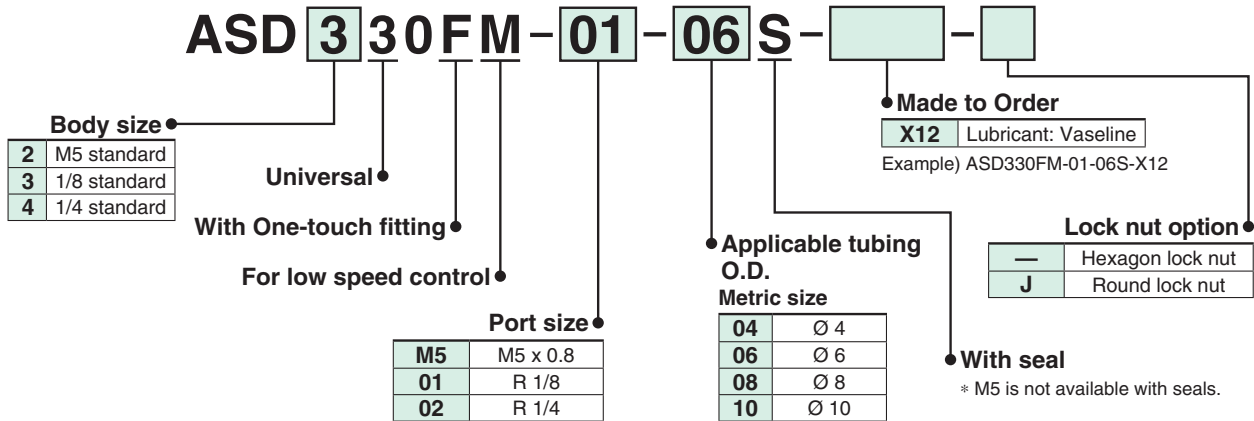 ASD 3 3 0 F M – 01 – 06 S –  –
Body size
2 M5 standard
3 1/8 standard
4 1/4 standard
Universal
With One-touch fitting
For low speed control
Port size
M5 M5 x 0.8
01 R 1/8
02 R 1/4
Applicable tubing
O.D.
Metric size
04 Ø 4
06 Ø 6
08 Ø 8
10 Ø 10
With seal
* M5 is not available with seals.
Made to Order
X12 Lubricant: Vaseline
Example) ASD330FM-01-06S-X12
Lock nut option
— Hexagon lock nut
J Round lock nut